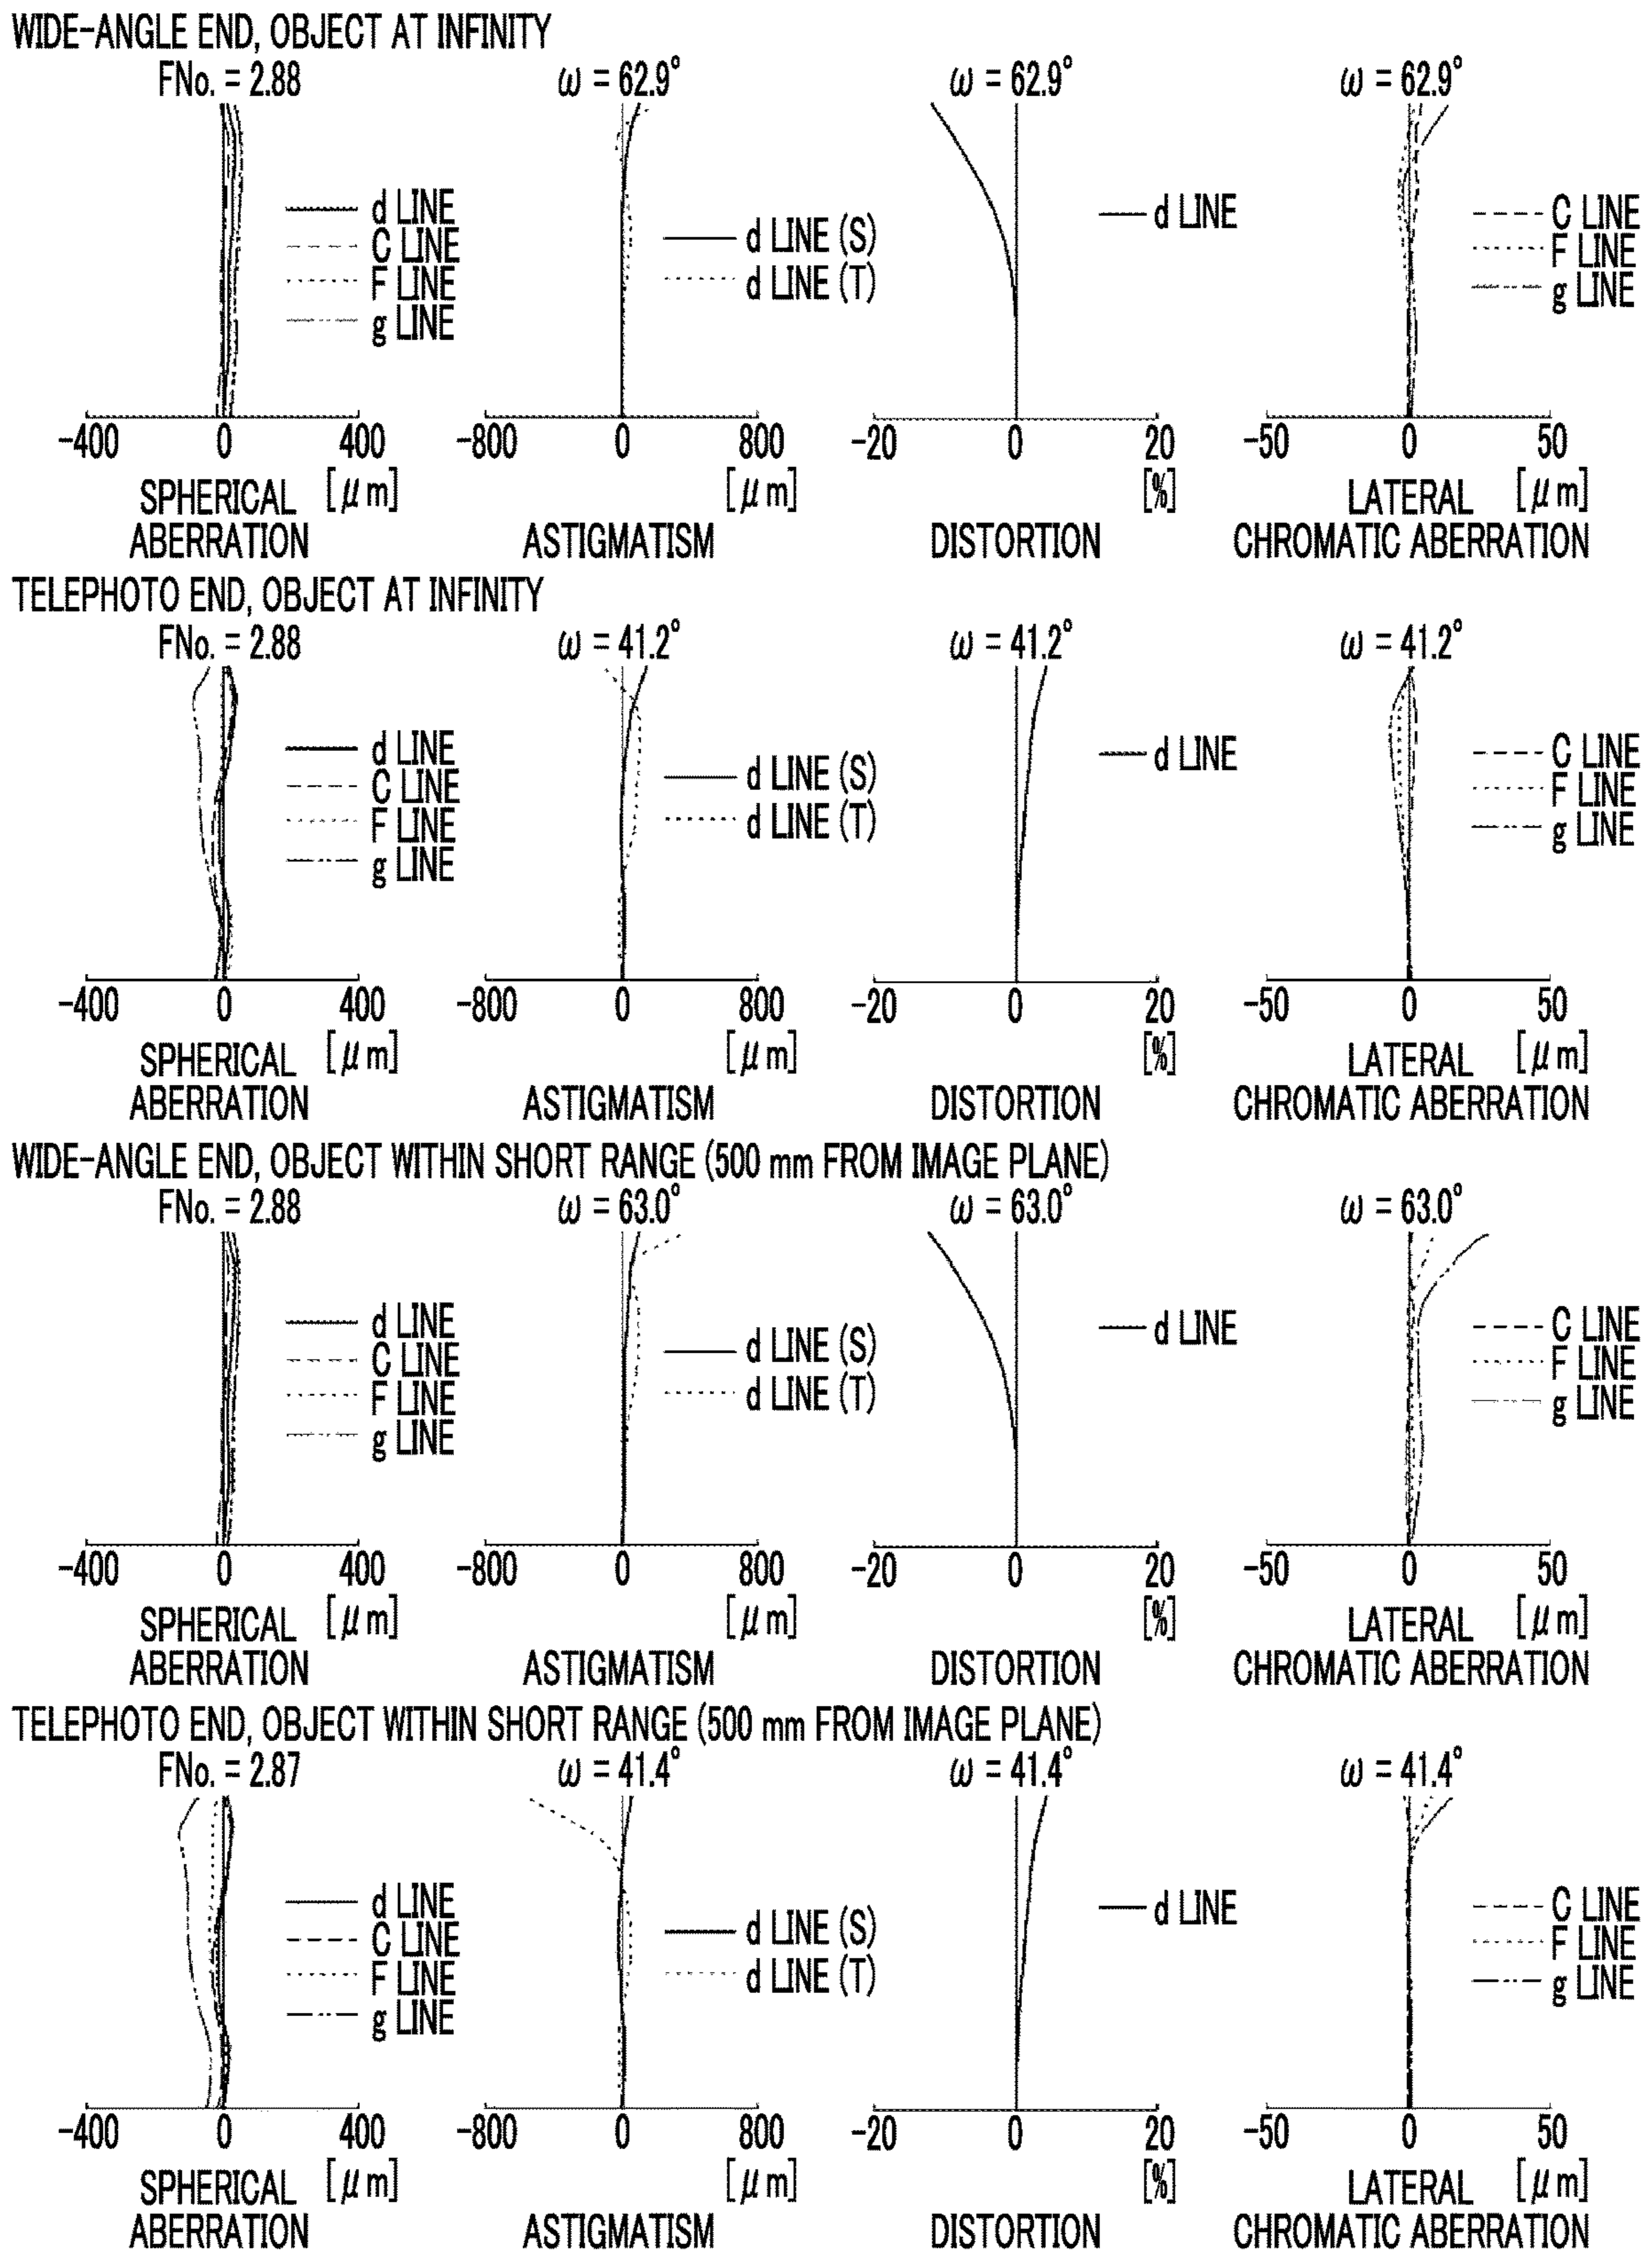 WIDE-ANGLE END, OBJECT AT INFINITY
FNo. = 2.88
ω = 62.9°
ω = 62.9°
ω = 62.9°
d LINE
C LINE
F LINE
g LINE
d LINE (S)
d LINE (T)
d LINE
C LINE
F LINE
g LINE
-400 0 400
-800 0 800
-20 0 20
-50 0 50
[μm]
[μm]
[%]
[μm]
SPHERICAL
ABERRATION
ASTIGMATISM
DISTORTION
LATERAL
CHROMATIC ABERRATION
TELEPHOTO END, OBJECT AT INFINITY
FNo. = 2.88
ω = 41.2°
ω = 41.2°
ω = 41.2°
d LINE
C LINE
F LINE
g LINE
d LINE (S)
d LINE (T)
d LINE
C LINE
F LINE
g LINE
-400 0 400
-800 0 800
-20 0 20
-50 0 50
[μm]
[μm]
[%]
[μm]
SPHERICAL
ABERRATION
ASTIGMATISM
DISTORTION
LATERAL
CHROMATIC ABERRATION
WIDE-ANGLE END, OBJECT WITHIN SHORT RANGE (500 mm FROM IMAGE PLANE)
FNo. = 2.88
ω = 63.0°
ω = 63.0°
ω = 63.0°
d LINE
C LINE
F LINE
g LINE
d LINE (S)
d LINE (T)
d LINE
C LINE
F LINE
g LINE
-400 0 400
-800 0 800
-20 0 20
-50 0 50
[μm]
[μm]
[%]
[μm]
SPHERICAL
ABERRATION
ASTIGMATISM
DISTORTION
LATERAL
CHROMATIC ABERRATION
TELEPHOTO END, OBJECT WITHIN SHORT RANGE (500 mm FROM IMAGE PLANE)
FNo. = 2.87
ω = 41.4°
ω = 41.4°
ω = 41.4°
d LINE
C LINE
F LINE
g LINE
d LINE (S)
d LINE (T)
d LINE
C LINE
F LINE
g LINE
-400 0 400
-800 0 800
-20 0 20
-50 0 50
[μm]
[μm]
[%]
[μm]
SPHERICAL
ABERRATION
ASTIGMATISM
DISTORTION
LATERAL
CHROMATIC ABERRATION